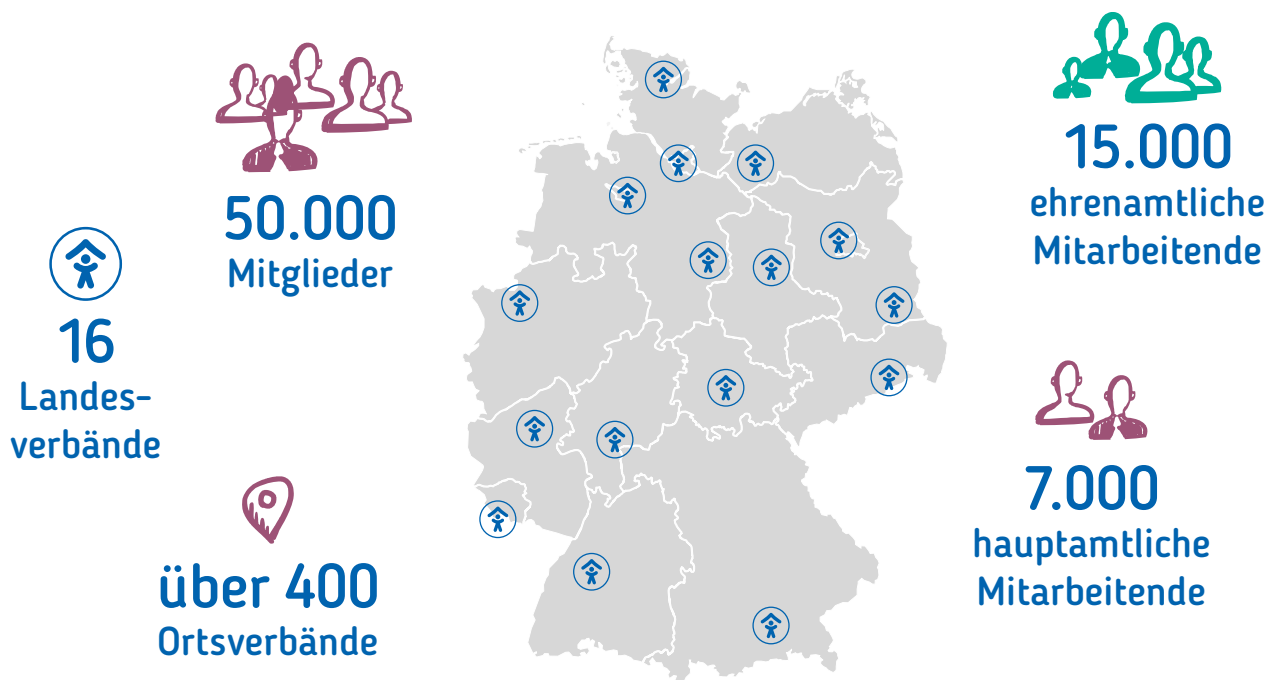 50.000
Mitglieder
16
Landes-
verbände
über 400
Ortsverbände
15.000
ehrenamtliche
Mitarbeitende
7.000
hauptamtliche
Mitarbeitende